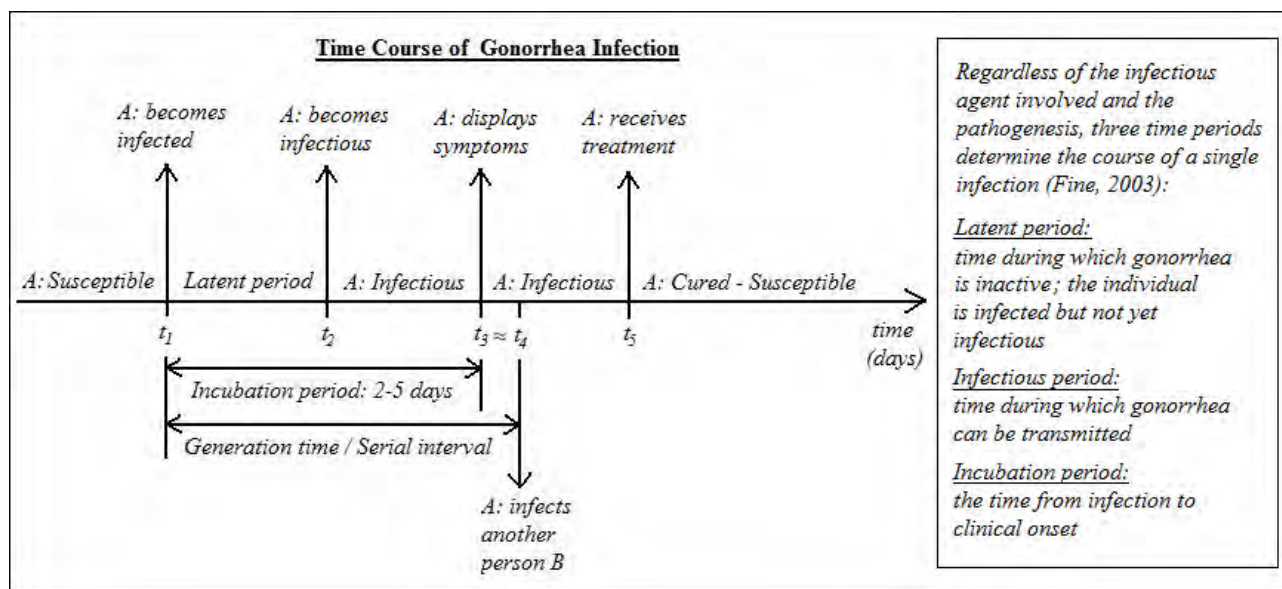 Time Course of Gonorrhea Infection
A: becomes
infected
A: becomes
infectious
A: displays
symptoms
A: receives
treatment
A: Susceptible
Latent period
A: Infectious
A: Infectious
A: Cured - Susceptible
t1
t2
t3 ≈ t4
t5
time
(days)
Incubation period: 2-5 days
Generation time / Serial interval
A: infects
another
person B
Regardless of the infectious
agent involved and the
pathogenesis, three time periods
determine the course of a single
infection (Fine, 2003):
Latent period:
time during which gonorrhea
is inactive; the individual
is infected but not yet
infectious
Infectious period:
time during which gonorrhea
can be transmitted
Incubation period:
the time from infection to
clinical onset